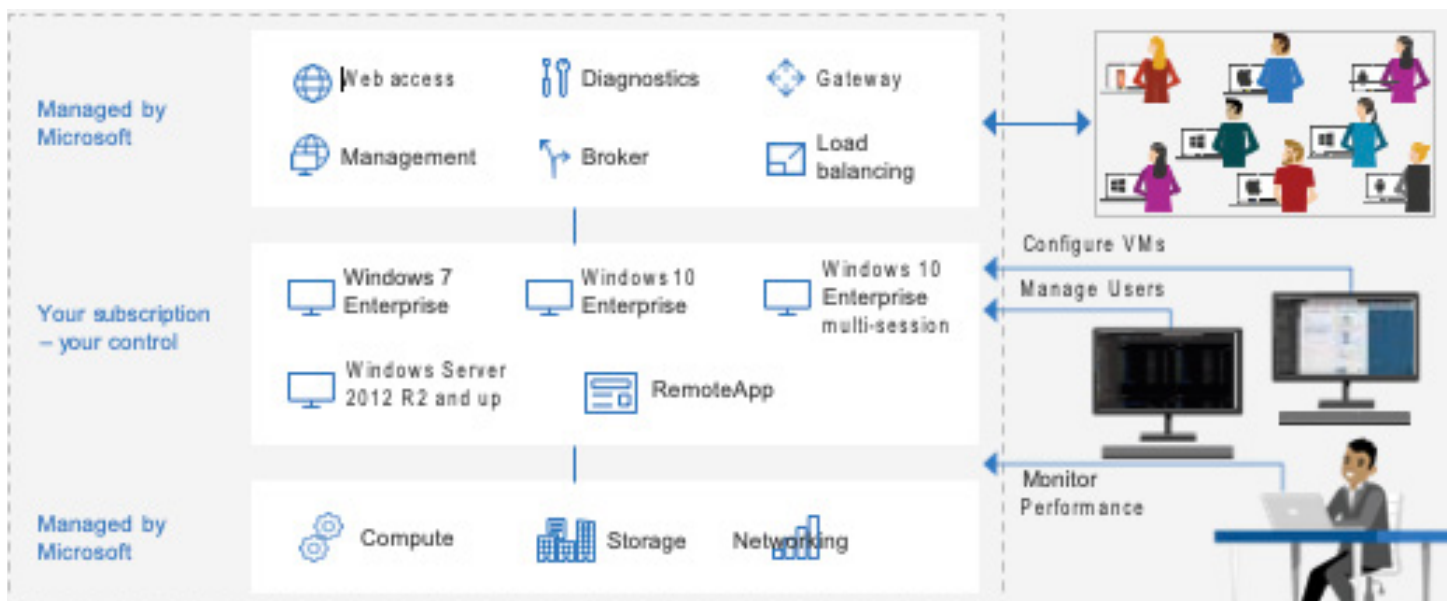 Managed by
Microsoft
Web access
Diagnostics
Gateway
Management
Broker
Load
balancing
Your subscription
– your control
Windows 7
Enterprise
Windows 10
Enterprise
Windows 10
Enterprise
multi-session
Windows Server
2012 R2 and up
RemoteApp
Managed by
Microsoft
Compute
Storage
Networking
Configure VMs
Manage Users
Monitor
Performance